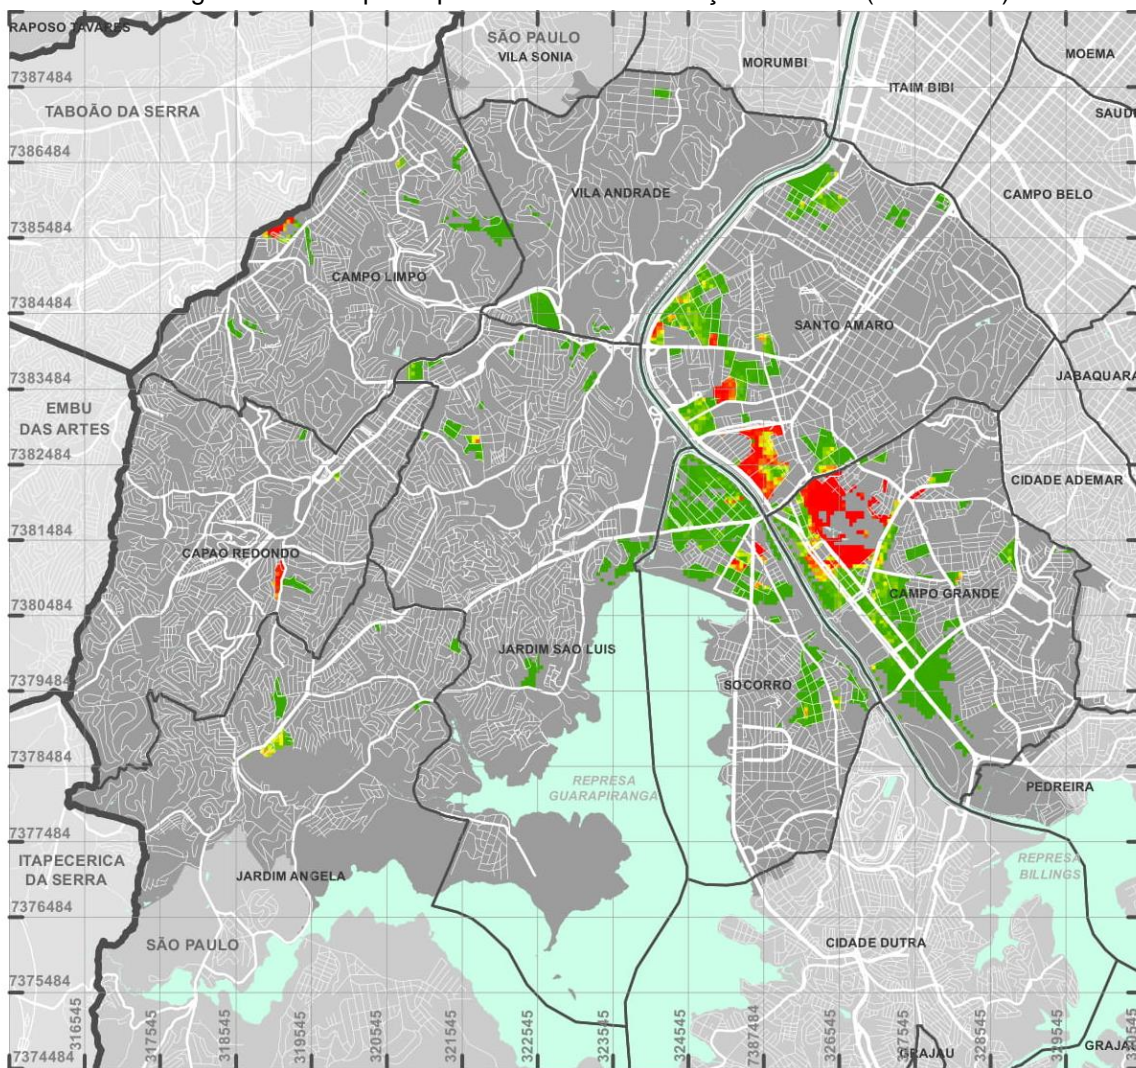 RAPOSO TAVARES
SÃO PAULO
VILA SONIA
MORUMBI
MOEMA
7387484
ITAIM BIBI
TABOÃO DA SERRA
SAUD
7386484
VILA ANDRADE
CAMPO BELO
7385484
CAMPO LIMPO
7384484
SANTO AMARO
7383484
JABAQUARA
EMBU
DAS ARTES
7382484
CIDADE ADEMAR
7381484
CAPAO REDONDO
7380484
CAMPO GRANDE
JARDIM SAO LUIS
7379484
SOCORRO
7378484
REPRESA
GUARAPIRANGA
PEDREIRA
7377484
ITAPECERICA
DA SERRA
REPRESA
BILLINGS
JARDIM ANGELA
7376484
SÃO PAULO
CIDADE DUTRA
7375484
316545
317545
318545
319545
320545
321545
322545
323545
324545
7387484
326545
327545
328545
329545
7374484
GRAJAU
GRAJAU